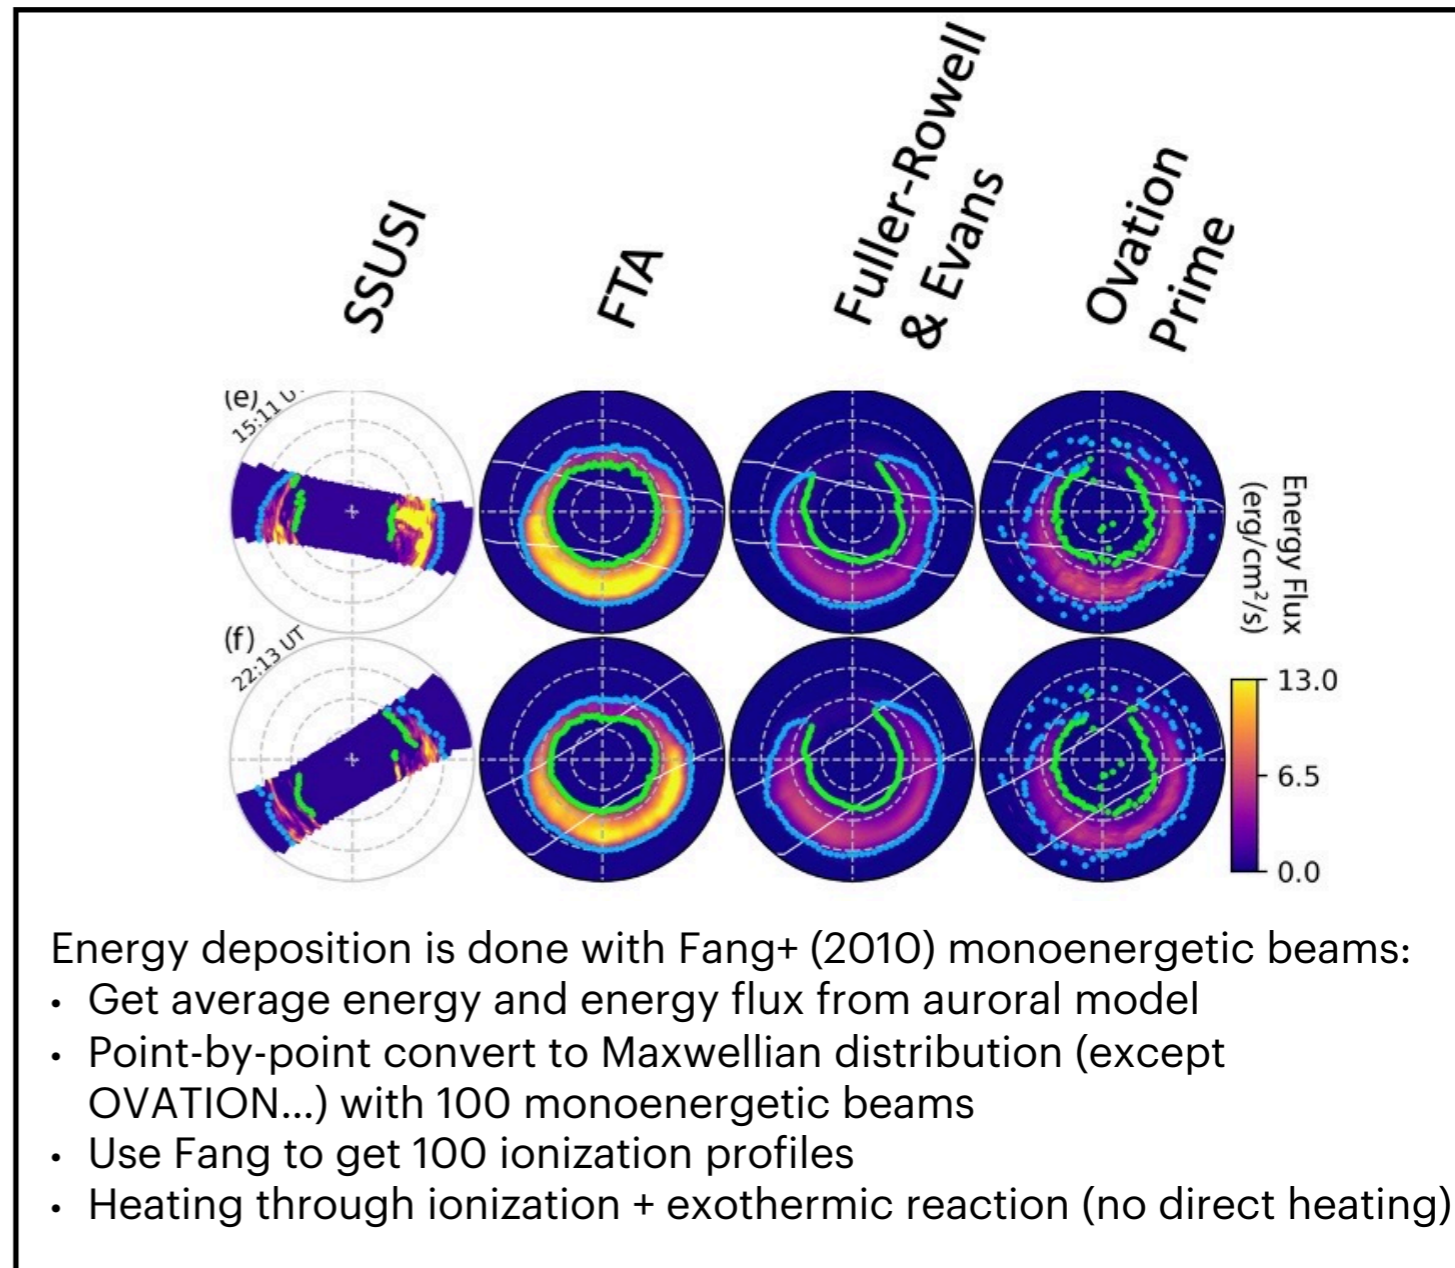 SSUSI
FTA
Fuller-Rowell
& Evans
Ovation
Prime
(e)
15:11 U
Energy Flux
(erg/cm²/s)
(f)
22:13 UT
13.0
6.5
0.0
Energy deposition is done with Fang+ (2010) monoenergetic beams:
• Get average energy and energy flux from auroral model
• Point-by-point convert to Maxwellian distribution (except
OVATION...) with 100 monoenergetic beams
• Use Fang to get 100 ionization profiles
• Heating through ionization + exothermic reaction (no direct heating)